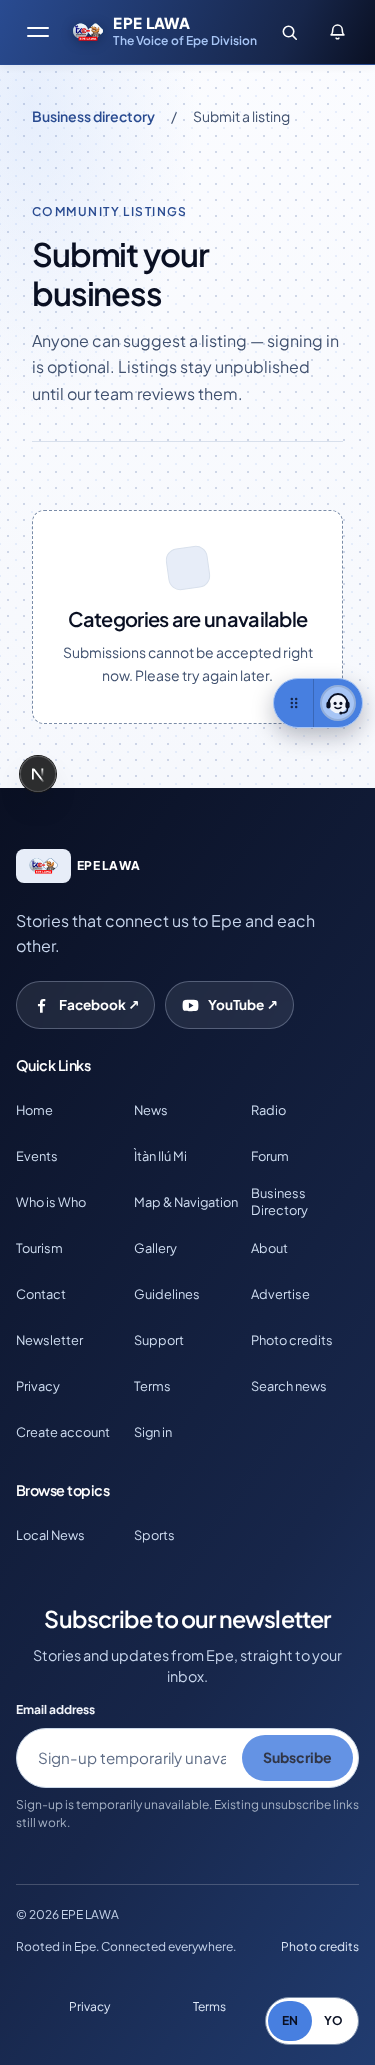 EPE LAWA
The Voice of Epe Division
Business directory / Submit a listing
COMMUNITY LISTINGS
Submit your
business
Anyone can suggest a listing — signing in
is optional. Listings stay unpublished
until our team reviews them.
Categories are unavailable
Submissions cannot be accepted right
now. Please try again later.
N
EPE LAWA
Stories that connect us to Epe and each
other.
Facebook ↗ YouTube ↗
Quick Links
Home News Radio
Events Ìtàn Ilú Mi Forum
Who is Who Map & Navigation Business
Directory
Tourism Gallery About
Contact Guidelines Advertise
Newsletter Support Photo credits
Privacy Terms Search news
Create account Sign in
Browse topics
Local News Sports
Subscribe to our newsletter
Stories and updates from Epe, straight to your
inbox.
Email address
Sign-up temporarily unava Subscribe
Sign-up is temporarily unavailable. Existing unsubscribe links
still work.
© 2026 EPE LAWA
Rooted in Epe. Connected everywhere. Photo credits
Privacy Terms EN YO